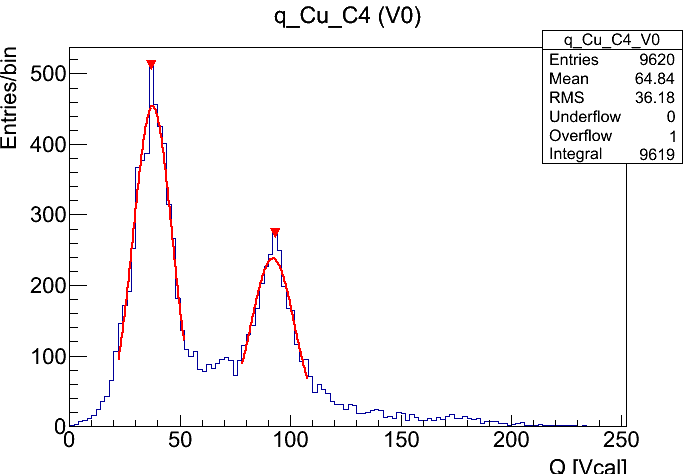 q_Cu_C4 (V0)
q_Cu_C4_V0
Entries 9620
Mean 64.84
RMS 36.18
Underflow 0
Overflow 1
Integral 9619
Entries/bin
500
400
300
200
100
0
0 50 100 150 200 250
Q [Vcal]